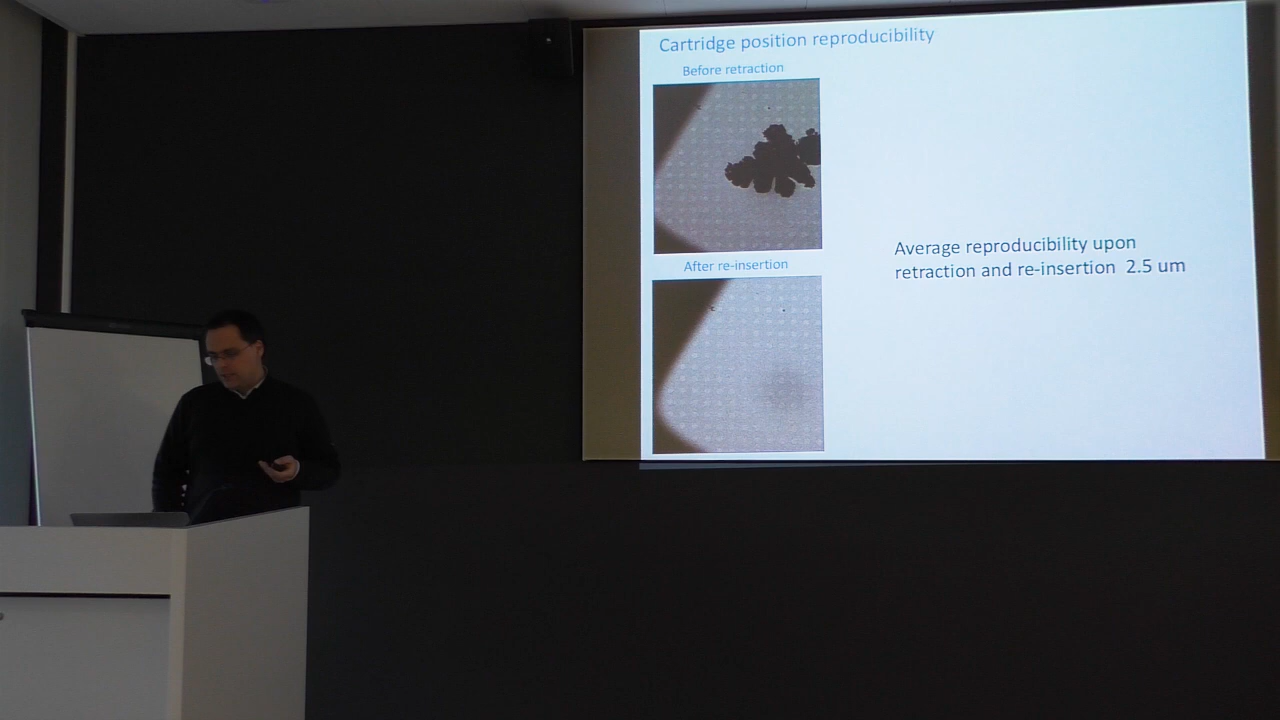 Cartridge position reproducibility
Before retraction
After re-insertion
Average reproducibility upon
retraction and re-insertion 2.5 um